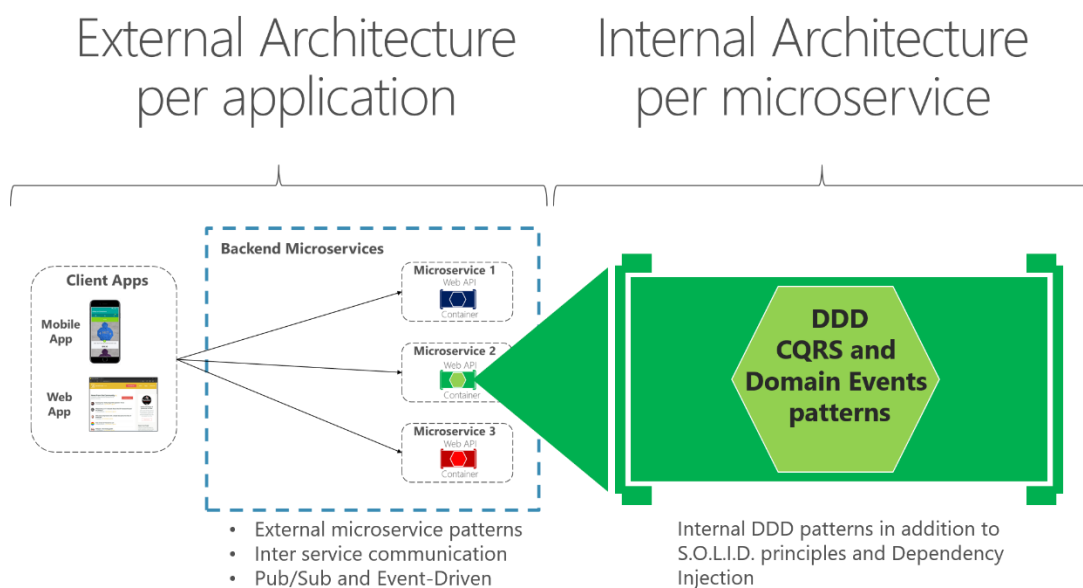 External Architecture
per application
Internal Architecture
per microservice
Backend Microservices
Client Apps
Mobile
App
Web
App
Microservice 1
Web API
Container
Microservice 2
Web API
Container
Microservice 3
Web API
Container
DDD
CQRS and
Domain Events
patterns
• External microservice patterns
• Inter service communication
• Pub/Sub and Event-Driven
Internal DDD patterns in addition to
S.O.L.I.D. principles and Dependency
Injection